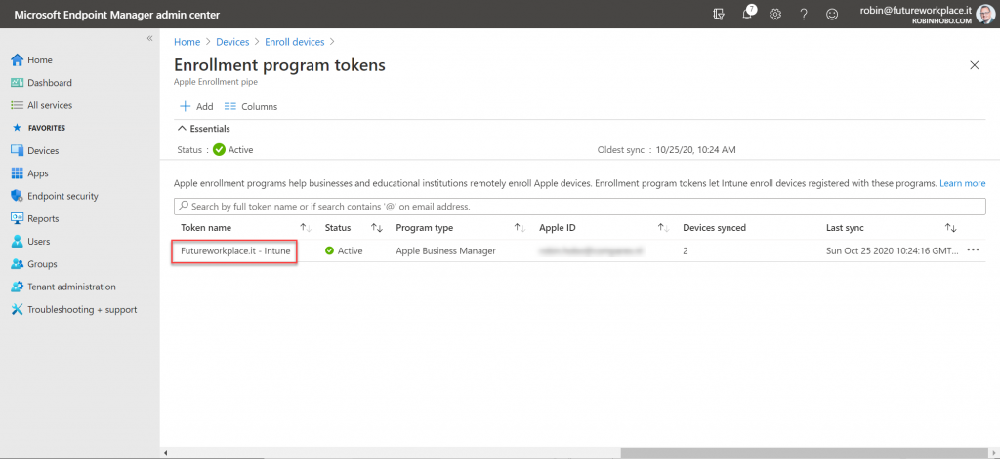 Microsoft Endpoint Manager admin center
7
robin@futureworkplace.it
ROBINHOBO.COM
«
Home
Dashboard
All services
FAVORITES
Devices
Apps
Endpoint security
Reports
Users
Groups
Tenant administration
Troubleshooting + support
Home > Devices > Enroll devices >
Enrollment program tokens
Apple Enrollment pipe
+ Add Columns
Essentials
Status : Active Oldest sync : 10/25/20, 10:24 AM
Apple enrollment programs help businesses and educational institutions remotely enroll Apple devices. Enrollment program tokens let Intune enroll devices registered with these programs. Learn more
Search by full token name or if search contains '@' on email address.
Token name Status Program type Apple ID Devices synced Last sync
Futureworkplace.it - Intune Active Apple Business Manager 2 Sun Oct 25 2020 10:24:16 GMT... ...